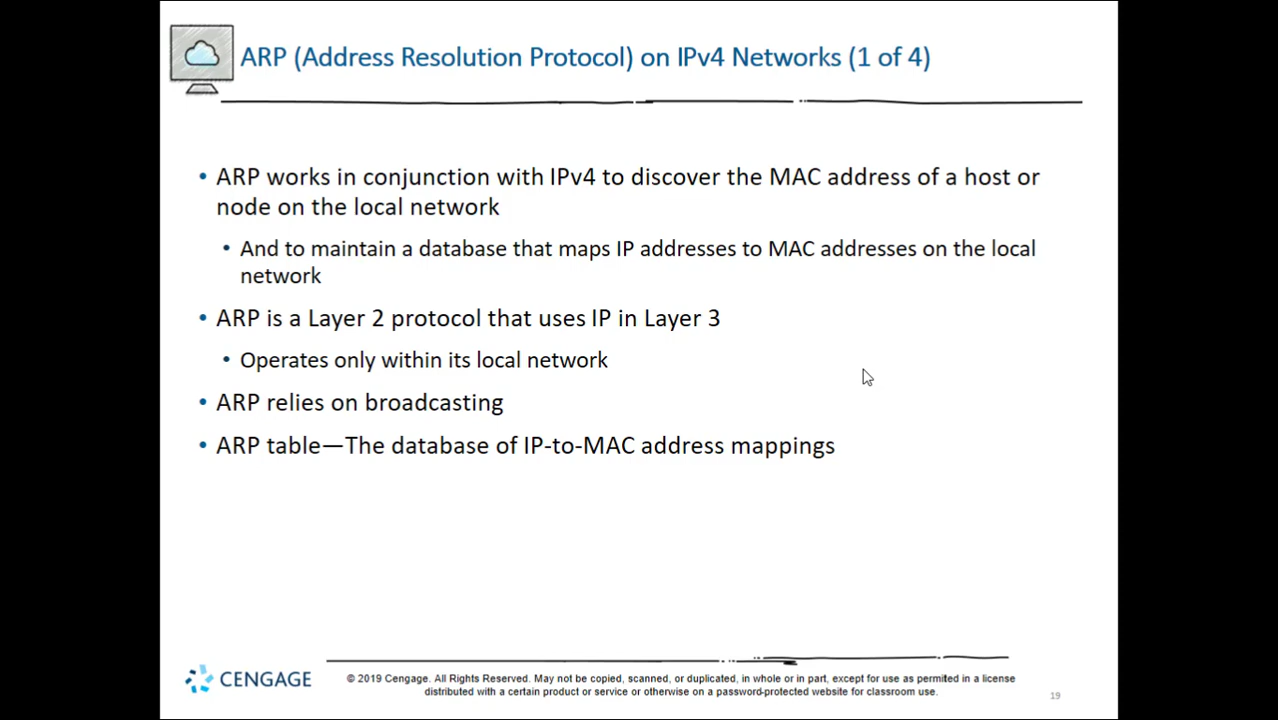 ARP (Address Resolution Protocol) on IPv4 Networks (1 of 4)
• ARP works in conjunction with IPv4 to discover the MAC address of a host or
node on the local network
• And to maintain a database that maps IP addresses to MAC addresses on the local
network
• ARP is a Layer 2 protocol that uses IP in Layer 3
• Operates only within its local network
• ARP relies on broadcasting
• ARP table—The database of IP-to-MAC address mappings
CENGAGE
© 2019 Cengage. All Rights Reserved. May not be copied, scanned, or duplicated, in whole or in part, except for use as permitted in a license
distributed with a certain product or service or otherwise on a password-protected website for classroom use.
19